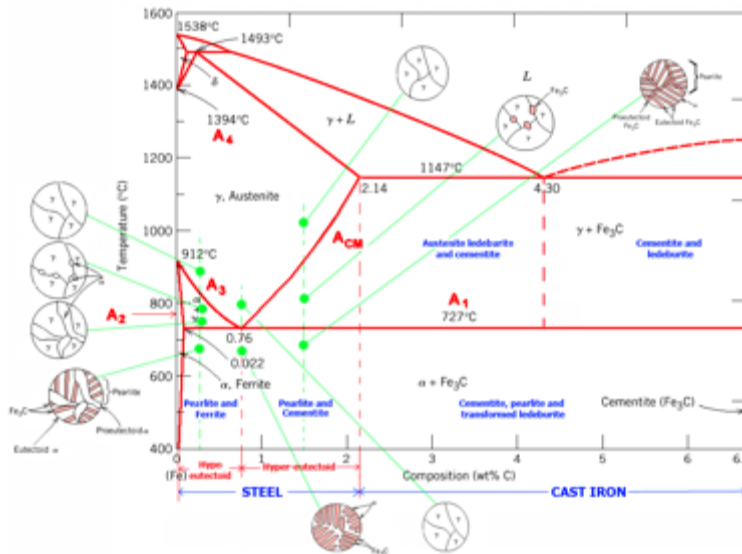 1600
1538°C
1493°C
L
Fe₃C
Pearlite
Proeutectoid
Fe₃C
Eutectoid Fe₃C
1400
δ
1394°C
A₄
γ + L
1200
1147°C
2.14
4.30
γ, Austenite
Temperature (°C)
1000
A_CM
Austenite ledeburite
and cementite
γ + Fe₃C
Cementite and
ledeburite
912°C
A₃
A₂
A₁
800
727°C
0.76
0.022
600
α, Ferrite
α + Fe₃C
Pearlite and
Ferrite
Pearlite and
Cementite
Cementite, pearlite and
transformed ledeburite
Cementite (Fe₃C)
Pearlite
Fe₃C
Proeutectoid α
Eutectoid α
400
0
1
2
3
4
5
6
6.
(Fe)
Hypo
eutectoid
Hyper-eutectoid
Composition (wt% C)
STEEL
CAST IRON
Fe₃C